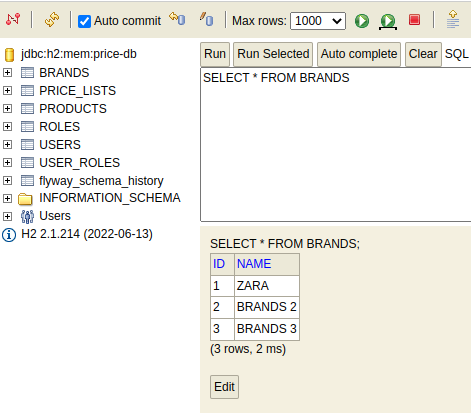 Auto commit Max rows: 1000
jdbc:h2:mem:price-db
BRANDS
PRICE_LISTS
PRODUCTS
ROLES
USERS
USER_ROLES
flyway_schema_history
INFORMATION_SCHEMA
Users
H2 2.1.214 (2022-06-13)
Run Run Selected Auto complete Clear SQL
SELECT * FROM BRANDS
SELECT * FROM BRANDS;
ID NAME
1 ZARA
2 BRANDS 2
3 BRANDS 3
(3 rows, 2 ms)
Edit